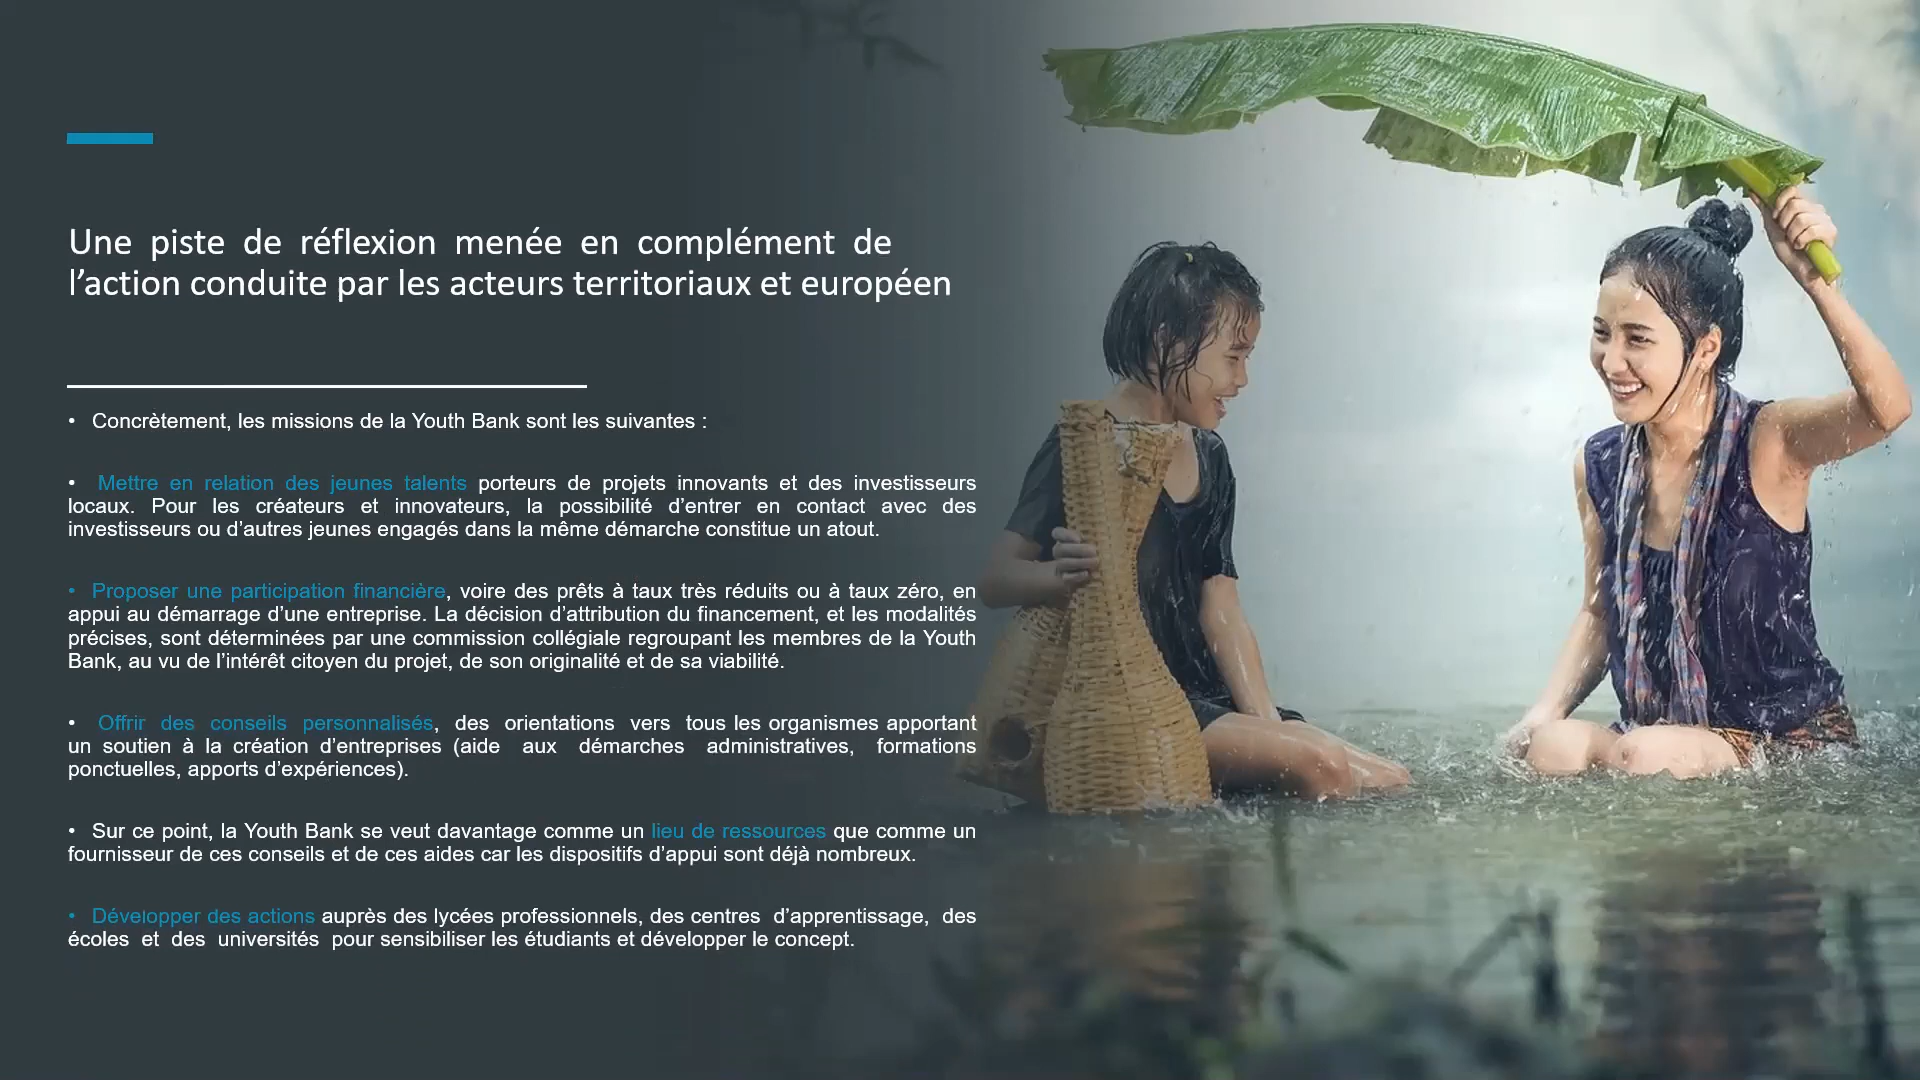 Une piste de réflexion menée en complément de
l’action conduite par les acteurs territoriaux et européen
• Concrètement, les missions de la Youth Bank sont les suivantes :
• Mettre en relation des jeunes talents porteurs de projets innovants et des investisseurs
locaux. Pour les créateurs et innovateurs, la possibilité d’entrer en contact avec des
investisseurs ou d’autres jeunes engagés dans la même démarche constitue un atout.
• Proposer une participation financière, voire des prêts à taux très réduits ou à taux zéro, en
appui au démarrage d’une entreprise. La décision d’attribution du financement, et les modalités
précises, sont déterminées par une commission collégiale regroupant les membres de la Youth
Bank, au vu de l’intérêt citoyen du projet, de son originalité et de sa viabilité.
• Offrir des conseils personnalisés, des orientations vers tous les organismes apportant
un soutien à la création d’entreprises (aide aux démarches administratives, formations
ponctuelles, apports d’expériences).
• Sur ce point, la Youth Bank se veut davantage comme un lieu de ressources que comme un
fournisseur de ces conseils et de ces aides car les dispositifs d’appui sont déjà nombreux.
• Développer des actions auprès des lycées professionnels, des centres d’apprentissage, des
écoles et des universités pour sensibiliser les étudiants et développer le concept.